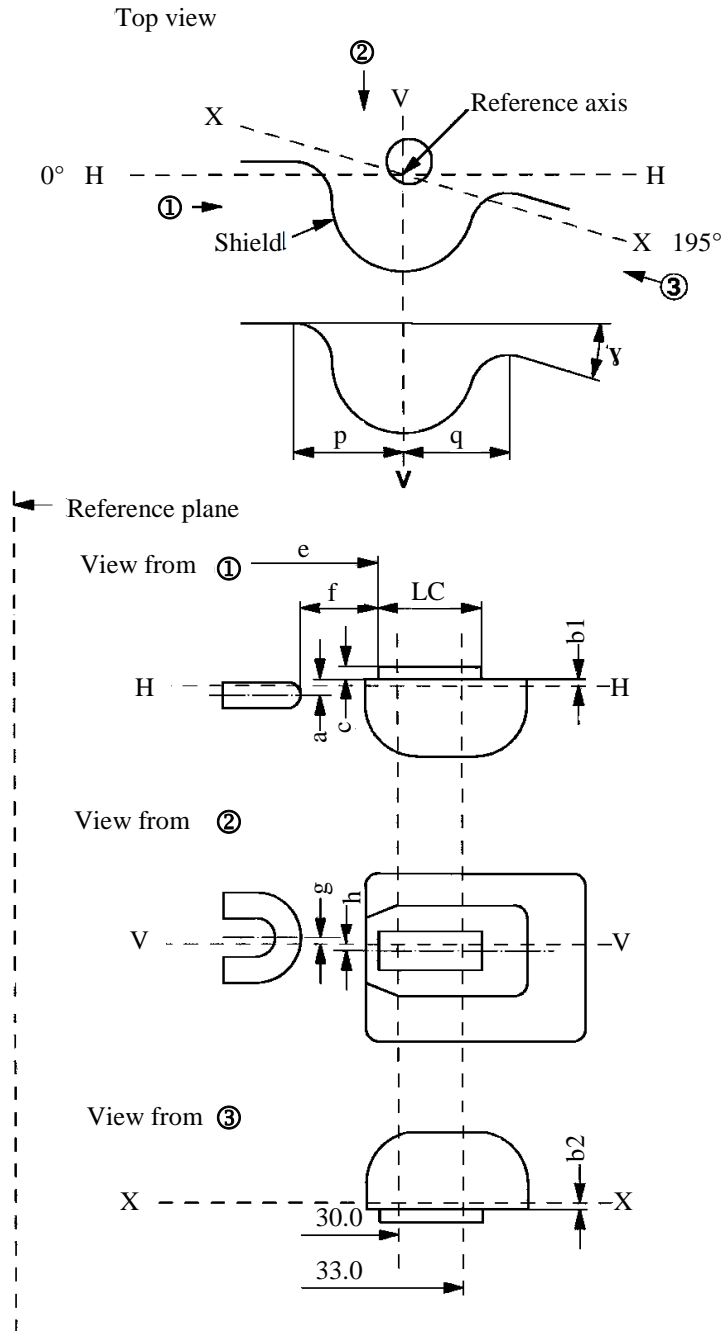 Top view
②
V
Reference axis
X
0° H
H
①
Shield
X 195°
③
γ
p
q
V
Reference plane
e
View from ①
f
LC
b1
H
H
a
c
View from ②
g
h
V
V
View from ③
b2
X
X
30.0
33.0